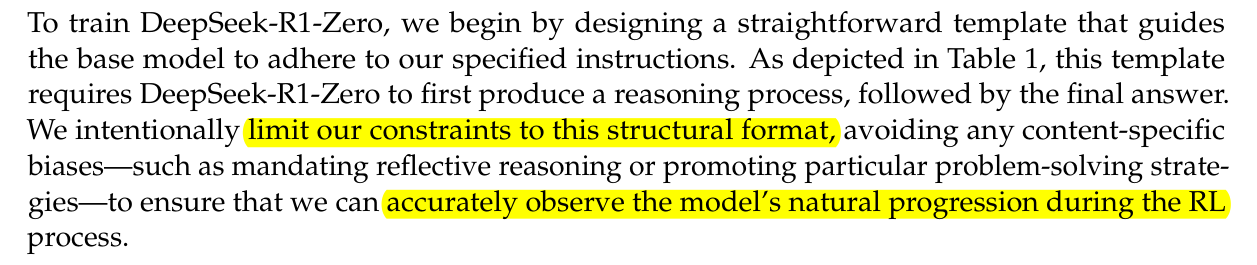 To train DeepSeek-R1-Zero, we begin by designing a straightforward template that guides
the base model to adhere to our specified instructions. As depicted in Table 1, this template
requires DeepSeek-R1-Zero to first produce a reasoning process, followed by the final answer.
We intentionally limit our constraints to this structural format, avoiding any content-specific
biases—such as mandating reflective reasoning or promoting particular problem-solving strate-
gies—to ensure that we can accurately observe the model's natural progression during the RL
process.